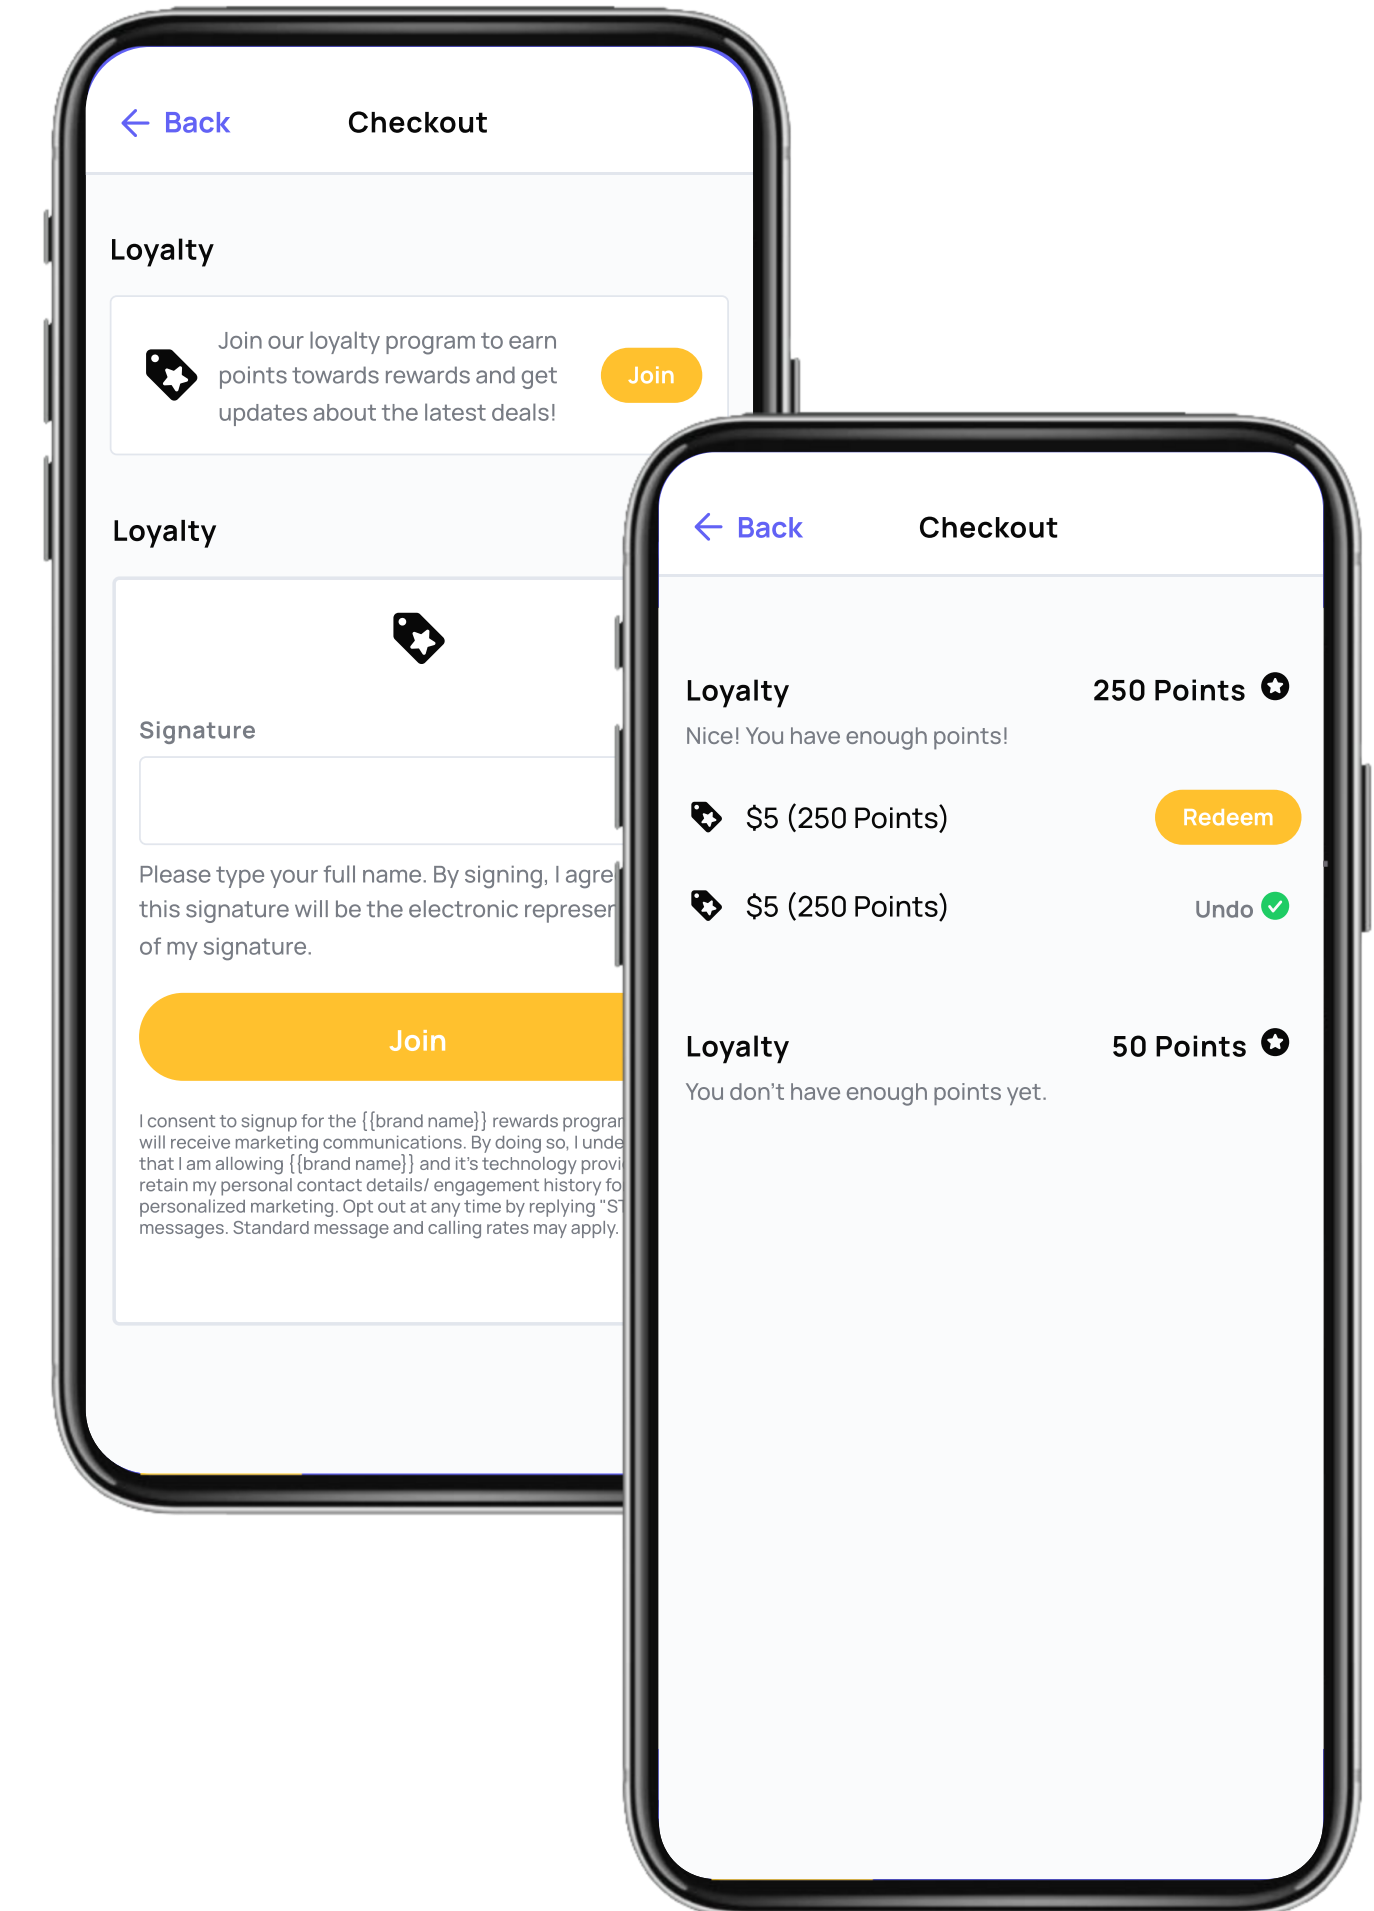 Back
Checkout
Loyalty
Join our loyalty program to earn
points towards rewards and get
updates about the latest deals!
Join
Loyalty
Signature
Please type your full name. By signing, I agre
this signature will be the electronic represen
of my signature.
Join
I consent to signup for the {{brand name}} rewards program
will receive marketing communications. By doing so, I unde
that I am allowing {{brand name}} and it's technology provi
retain my personal contact details/ engagement history fo
personalized marketing. Opt out at any time by replying "ST
messages. Standard message and calling rates may apply.
Back
Checkout
Loyalty
250 Points
Nice! You have enough points!
$5 (250 Points)
Redeem
$5 (250 Points)
Undo
Loyalty
50 Points
You don't have enough points yet.